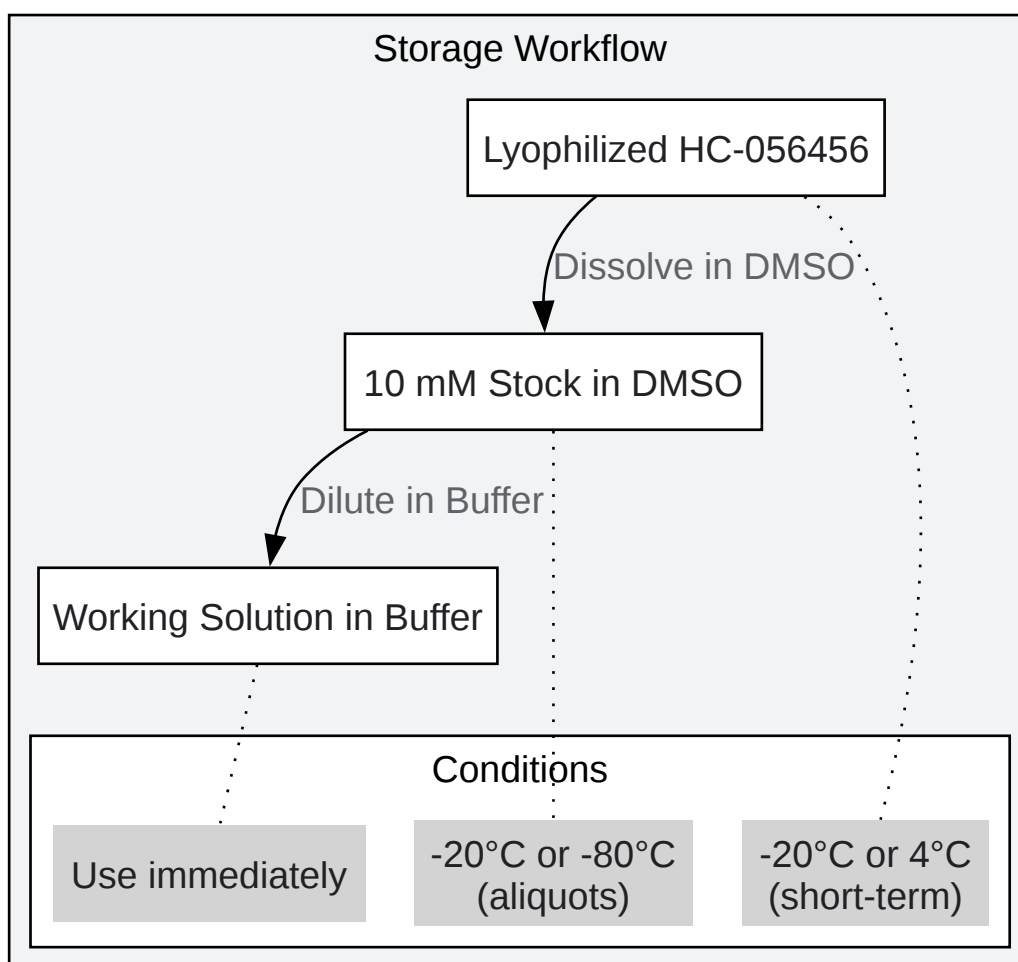 Storage Workflow
Lyophilized HC-056456
Dissolve in DMSO
10 mM Stock in DMSO
Dilute in Buffer
Working Solution in Buffer
Conditions
Use immediately
-20°C or -80°C
(aliquots)
-20°C or 4°C
(short-term)